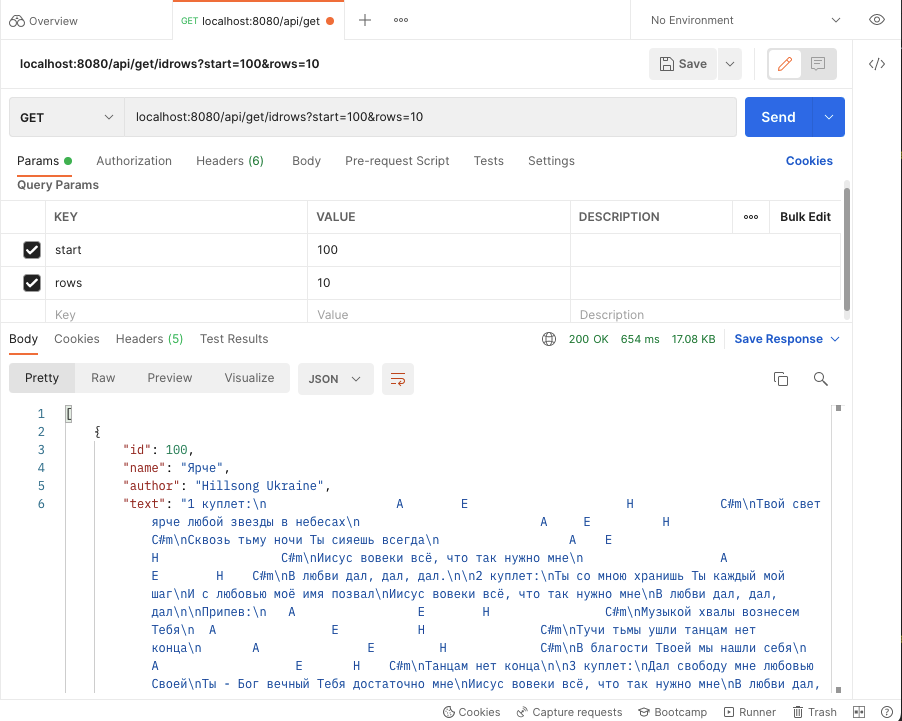 Overview
GET localhost:8080/api/get
No Environment
localhost:8080/api/get/idrows?start=100&rows=10
Save
GET
localhost:8080/api/get/idrows?start=100&rows=10
Send
Params Authorization Headers (6) Body Pre-request Script Tests Settings Cookies
Query Params
KEY VALUE DESCRIPTION Bulk Edit
start 100
rows 10
Key Value Description
Body Cookies Headers (5) Test Results 200 OK 654 ms 17.08 KB Save Response
Pretty Raw Preview Visualize JSON
1 [
2 {
3 "id": 100,
4 "name": "Ярче",
5 "author": "Hillsong Ukraine",
6 "text": "1 куплет:\n A E H C#m\nТвой свет
ярче любой звезды в небесах\n A E H
C#m\nСквозь тьму ночи Ты сияешь всегда\n A E
H C#m\nИисус вовеки всё, что так нужно мне\n A
E H C#m\nВ любви дал, дал, дал.\n\n2 куплет:\nТы со мною хранишь Ты каждый мой
шаг\nИ с любовью моё имя позвал\nИисус вовеки всё, что так нужно мне\nВ любви дал, дал,
дал\n\nПрипев:\n A E H C#m\nМузыкой хвалы вознесем
Тебя\n A E H C#m\nТучи тьмы ушли танцам нет
конца\n A E H C#m\nВ благости Твоей мы нашли себя\n
A E H C#m\nТанцам нет конца\n\n3 куплет:\nДал свободу мне любовью
Своей\nТы - Бог вечный Тебя достаточно мне\nИисус вовеки всё, что так нужно мне\nВ любви дал,
Cookies Capture requests Bootcamp Runner Trash